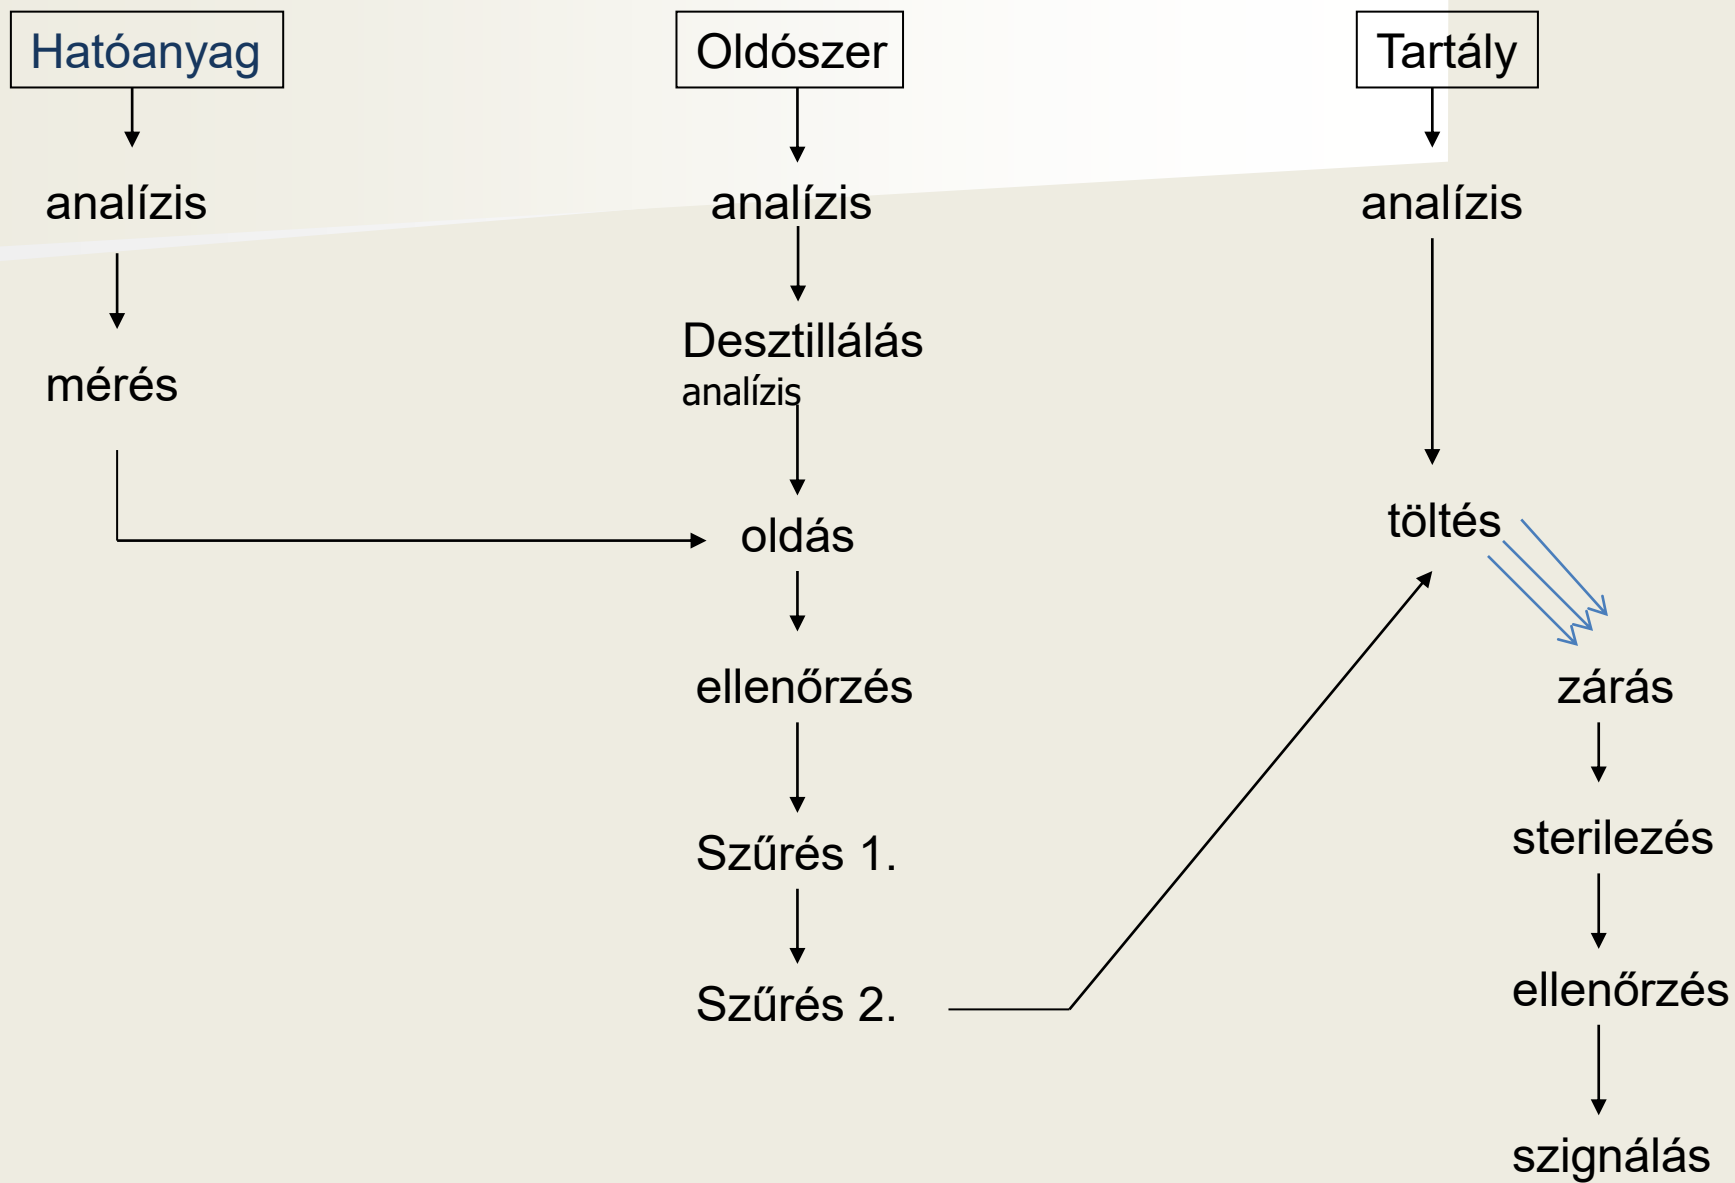 Hatóanyag
analízis
mérés
Oldószer
analízis
Desztillálás
analízis
oldás
ellenőrzés
Szűrés 1.
Szűrés 2.
Tartály
analízis
töltés
zárás
sterilezés
ellenőrzés
szignálás